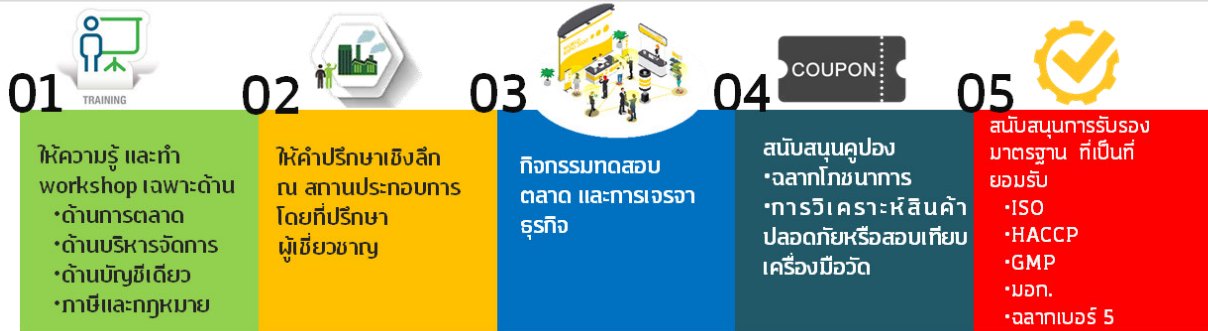 01
TRAINING
ให้ความรู้ และทำ
workshop เฉพาะด้าน
•ด้านการตลาด
•ด้านบริหารจัดการ
•ด้านบัญชีเดียว
•ภาษีและกฎหมาย
02
ให้คำปรึกษาเชิงลึก
ณ สถานประกอบการ
โดยที่ปรึกษา
ผู้เชี่ยวชาญ
03
กิจกรรมทดสอบ
ตลาด และการเจรจา
ธุรกิจ
04
COUPON
สนับสนุนคูปอง
•ฉลากโภชนาการ
•การวิเคราะห์สินค้า
ปลอดภัยหรือสอบเทียบ
เครื่องมือวัด
05
สนับสนุนการรับรอง
มาตรฐาน ที่เป็นที่
ยอมรับ
•ISO
•HACCP
•GMP
•มอก.
•ฉลากเบอร์ 5